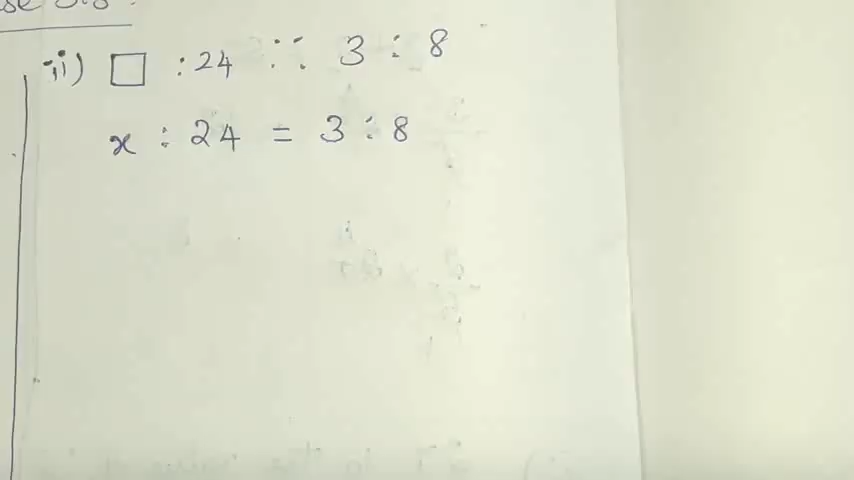 ii) □ : 24 :: 3 : 8
x : 24 = 3 : 8